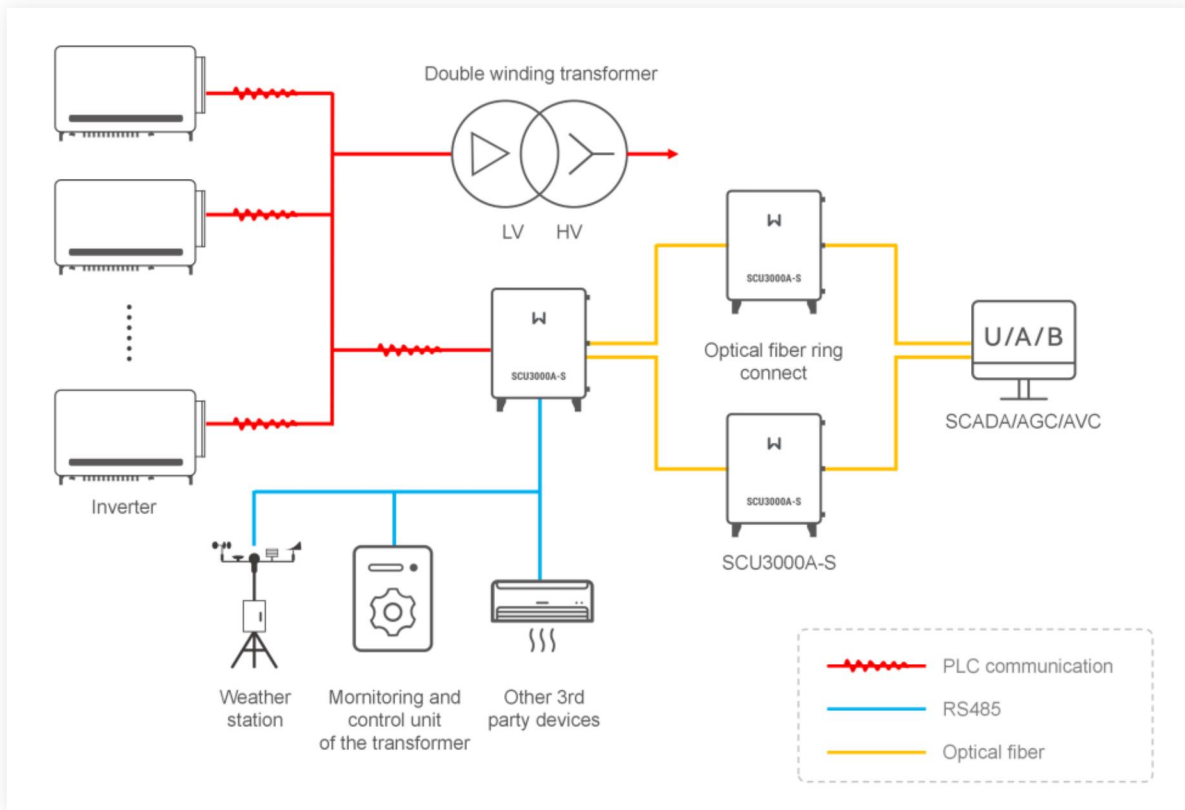 Double winding transformer
LV
HV
SCU3000A-S
SCU3000A-S
Optical fiber ring
connect
U/A/B
SCADA/AGC/AVC
SCU3000A-S
SCU3000A-S
Inverter
Weather
station
Mornitoring and
control unit
of the transformer
Other 3rd
party devices
PLC communication
RS485
Optical fiber